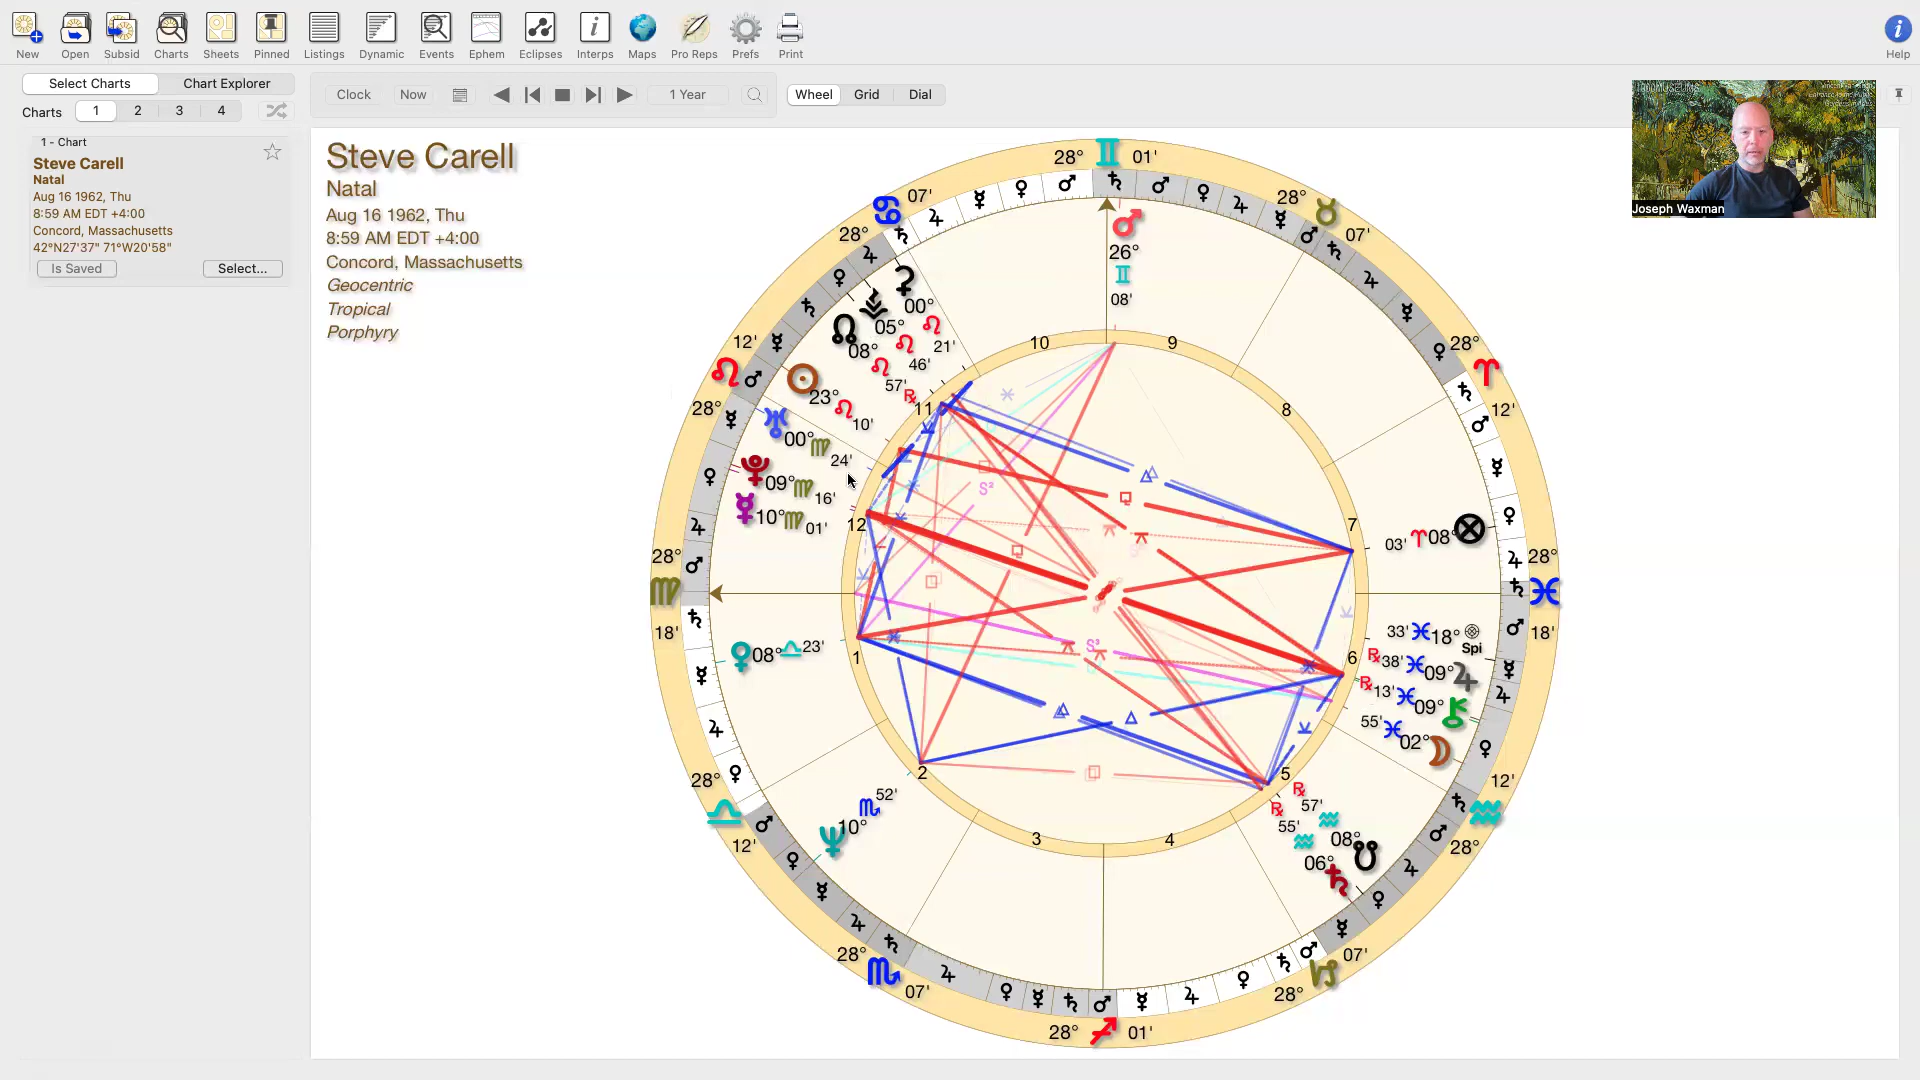 New Open Subsid Charts Sheets Pinned Listings Dynamic Events Ephem Eclipses Interps Maps Pro Reps Prefs Print Help
Select Charts Chart Explorer
Charts 1 2 3 4
Clock Now 1 Year Wheel Grid Dial
1 - Chart
Steve Carell
Natal
Aug 16 1962, Thu
8:59 AM EDT +4:00
Concord, Massachusetts
42°N27'37" 71°W20'58"
Is Saved Select...
Steve Carell
Natal
Aug 16 1962, Thu
8:59 AM EDT +4:00
Concord, Massachusetts
Geocentric
Tropical
Porphyry
Joseph Waxman
28° ♊ 01'
28° ♉ 07'
28° ♈ 12'
28° ♓ 18'
12' ♒ 28°
07' ♑ 28°
28° ♐ 01'
28° ♏ 07'
28° ♎ 12'
28° ♍ 18'
28° ♌ 12'
28° ♋ 07'
♂ 26° ♊ 08'
⚳ 00° ♌ 21'
⚴ 05° ♌ 46'
☊ 08° ♌ 57' ℞
☉ 23° ♌ 10'
♅ 00° ♍ 24'
♇ 09° ♍ 16'
☿ 10° ♍ 01'
♀ 08° ♎ 23'
♆ 10° ♏ 52'
03' ♈ 08° ⊗
33' ♓ 18° Spi
℞ 38' ♓ 09° ♃
℞ 13' ♓ 09° ⚷
55' ♓ 02° ☽
℞ 57' ♒ 08° ☋
℞ 55' ♒ 06° ♄
1
2
3
4
5
6
7
8
9
10
11
12